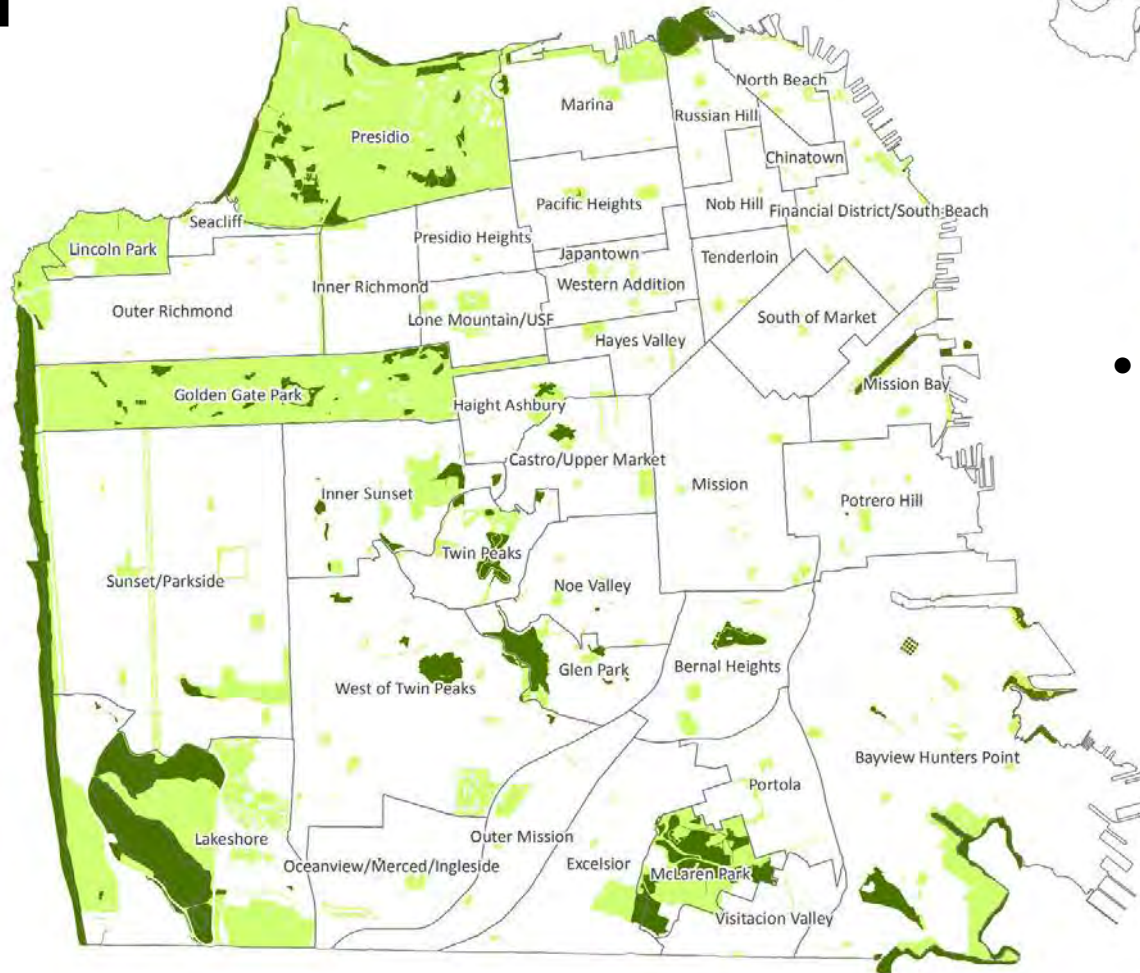 North Beach
Marina
Russian Hill
Presidio
Chinatown
Pacific Heights
Nob Hill
Financial District/South Beach
Seacliff
Presidio Heights
Lincoln Park
Japantown
Tenderloin
Inner Richmond
Western Addition
Outer Richmond
Lone Mountain/USF
South of Market
Hayes Valley
Mission Bay
Golden Gate Park
Haight Ashbury
Castro/Upper Market
Mission
Inner Sunset
Potrero Hill
Twin Peaks
Sunset/Parkside
Noe Valley
Glen Park
Bernal Heights
West of Twin Peaks
Bayview Hunters Point
Portola
Lakeshore
Outer Mission
Oceanview/Merced/Ingleside
Excelsior
McLaren Park
Visitacion Valley